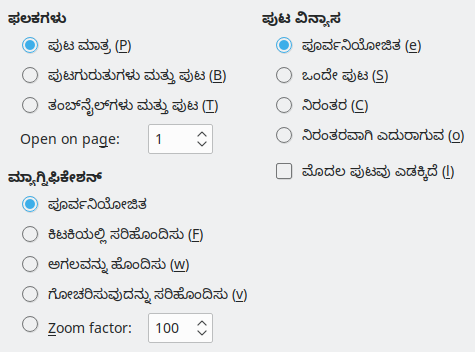 ಫಲಕಗಳು
ಪುಟ ಮಾತ್ರ (P)
ಪುಟಗುರುತುಗಳು ಮತ್ತು ಪುಟ (B)
ತಂಬ್‌ನೈಲ್‌ಗಳು ಮತ್ತು ಪುಟ (T)
Open on page: 1
ಮ್ಯಾಗ್ನಿಫಿಕೇಶನ್
ಪೂರ್ವನಿಯೋಜಿತ
ಕಿಟಕಿಯಲ್ಲಿ ಸರಿಹೊಂದಿಸು (F)
ಅಗಲವನ್ನು ಹೊಂದಿಸು (w)
ಗೋಚರಿಸುವುದನ್ನು ಸರಿಹೊಂದಿಸು (v)
Zoom factor: 100
ಪುಟ ವಿನ್ಯಾಸ
ಪೂರ್ವನಿಯೋಜಿತ (e)
ಒಂದೇ ಪುಟ (S)
ನಿರಂತರ (C)
ನಿರಂತರವಾಗಿ ಎದುರಾಗುವ (o)
ಮೊದಲ ಪುಟವು ಎಡಕ್ಕಿದೆ (l)